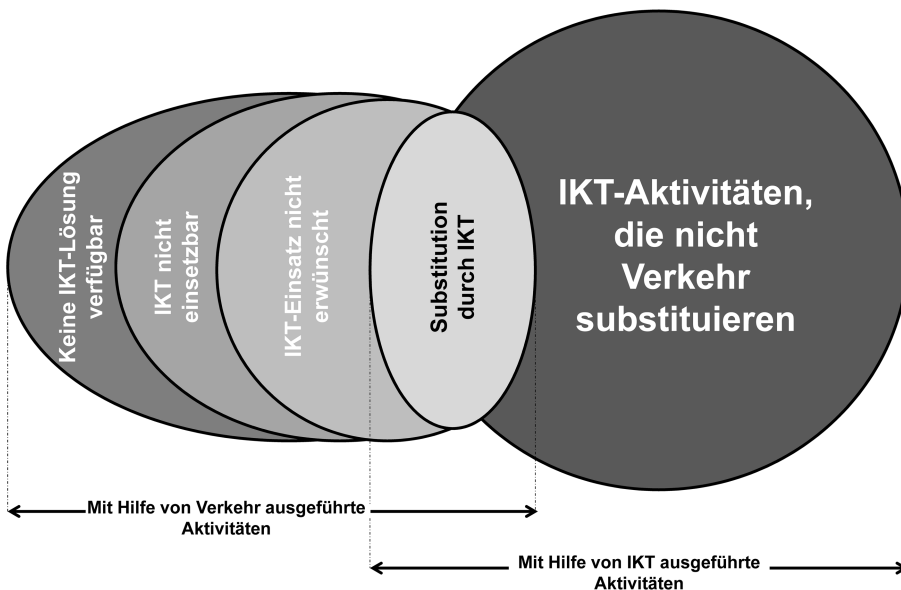 Keine IKT-Lösung
verfügbar
IKT nicht
einsetzbar
IKT-Einsatz nicht
erwünscht
Substitution
durch IKT
IKT-Aktivitäten,
die nicht
Verkehr
substituieren
Mit Hilfe von Verkehr ausgeführte
Aktivitäten
Mit Hilfe von IKT ausgeführte
Aktivitäten